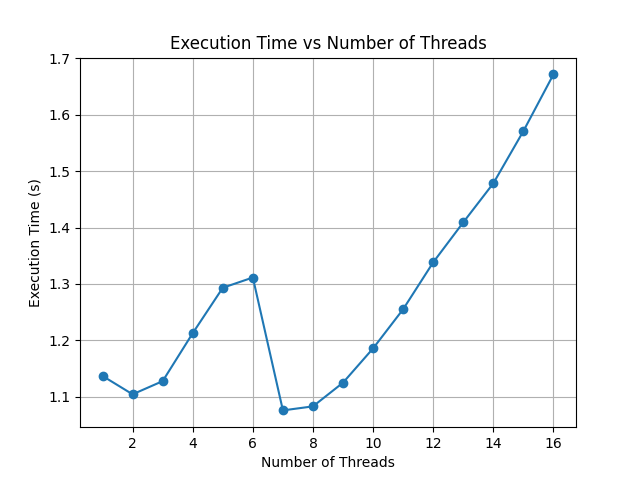 Execution Time vs Number of Threads
Execution Time (s)
1.7
1.6
1.5
1.4
1.3
1.2
1.1
2 4 6 8 10 12 14 16
Number of Threads